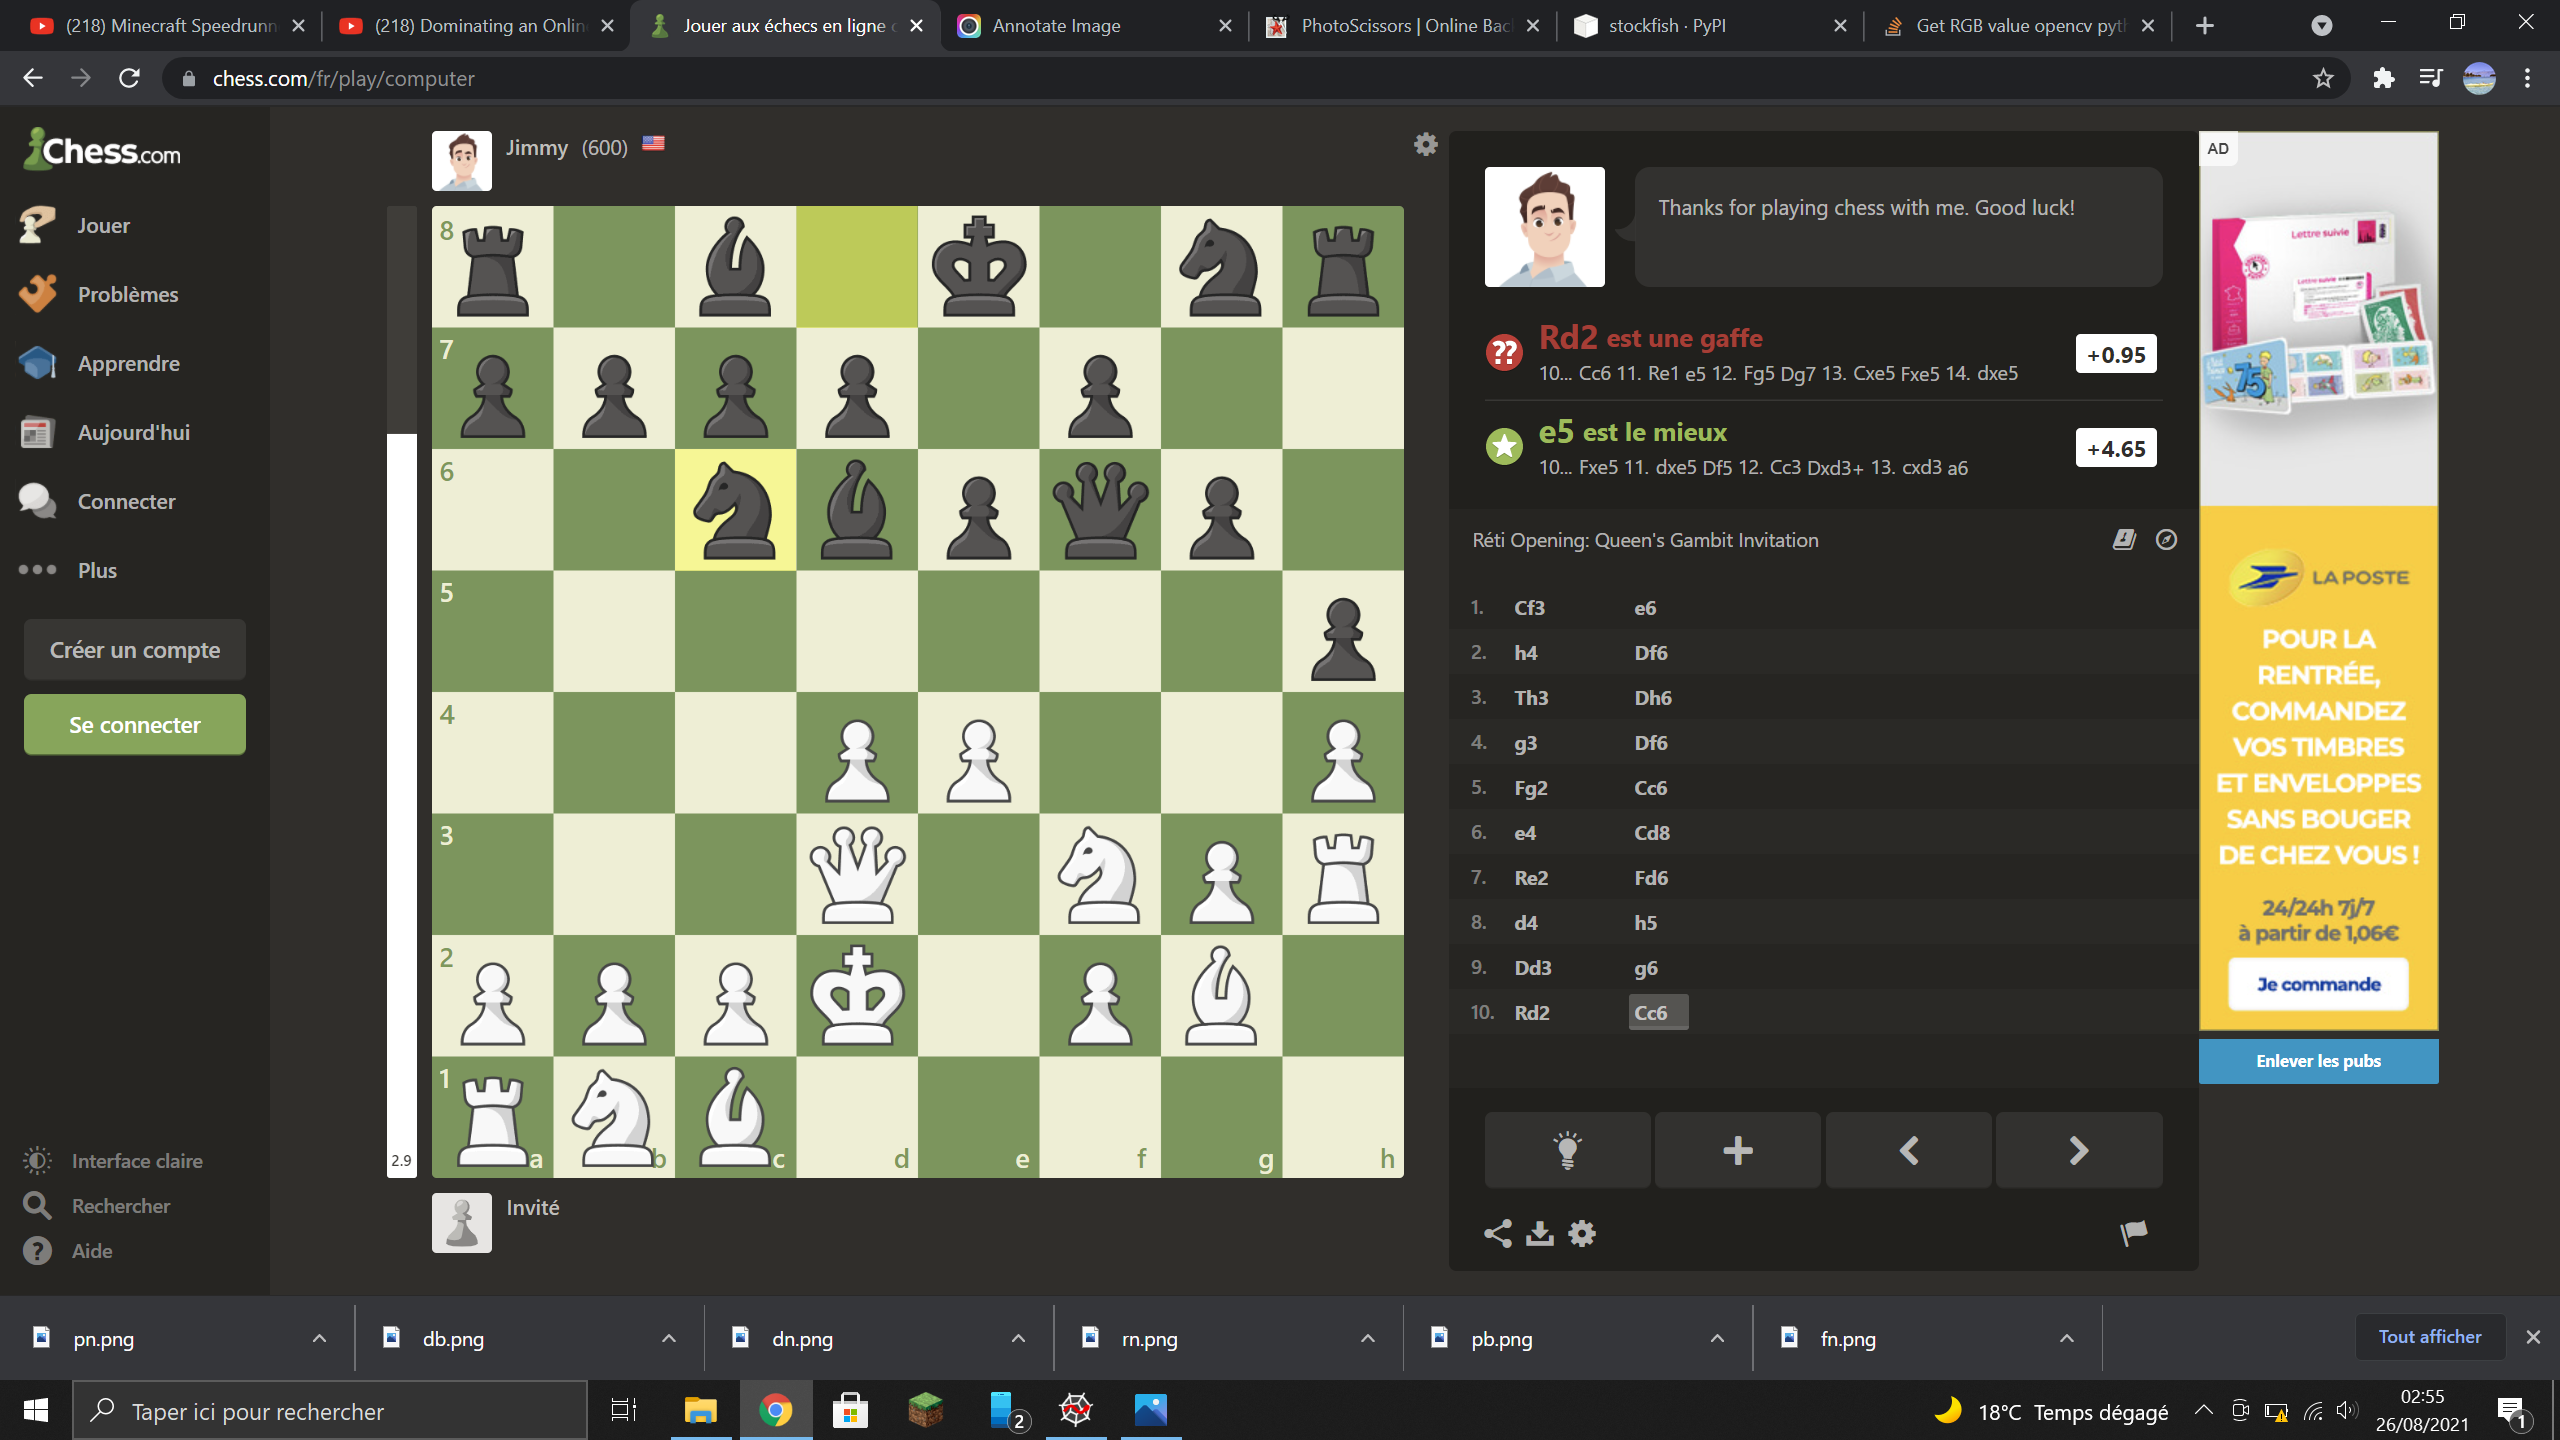 (218) Minecraft Speedrunn
(218) Dominating an Onlin
Jouer aux échecs en ligne c
Annotate Image
PhotoScissors | Online Bac
stockfish · PyPI
Get RGB value opencv pyth
chess.com/fr/play/computer
Chess.com
Jouer
Problèmes
Apprendre
Aujourd'hui
Connecter
Plus
Créer un compte
Se connecter
Interface claire
Rechercher
Aide
Jimmy (600)
8
7
6
5
4
3
2
1
a b c d e f g h
2.9
Invité
Thanks for playing chess with me. Good luck!
?? Rd2 est une gaffe +0.95
10... Cc6 11. Re1 e5 12. Fg5 Dg7 13. Cxe5 Fxe5 14. dxe5
e5 est le mieux +4.65
10... Fxe5 11. dxe5 Df5 12. Cc3 Dxd3+ 13. cxd3 a6
Réti Opening: Queen's Gambit Invitation
1. Cf3 e6
2. h4 Df6
3. Th3 Dh6
4. g3 Df6
5. Fg2 Cc6
6. e4 Cd8
7. Re2 Fd6
8. d4 h5
9. Dd3 g6
10. Rd2 Cc6
AD
Lettre suivie
75
LA POSTE
POUR LA
RENTRÉE,
COMMANDEZ
VOS TIMBRES
ET ENVELOPPES
SANS BOUGER
DE CHEZ VOUS !
24/24h 7j/7
à partir de 1,06€
Je commande
Enlever les pubs
pn.png
db.png
dn.png
rn.png
pb.png
fn.png
Tout afficher
Taper ici pour rechercher
2
18°C Temps dégagé
02:55
26/08/2021
1